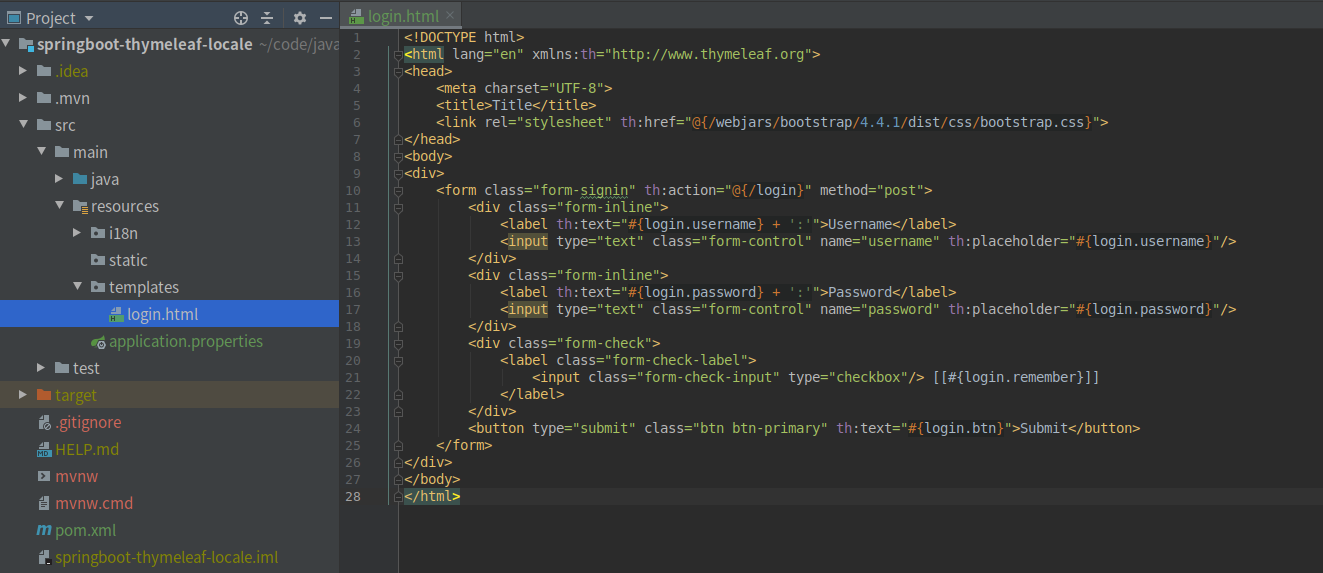 Project
springboot-thymeleaf-locale ~/code/java
.idea
.mvn
src
main
java
resources
i18n
static
templates
login.html
application.properties
test
target
.gitignore
HELP.md
mvnw
mvnw.cmd
pom.xml
springboot-thymeleaf-locale.iml
login.html
1 <!DOCTYPE html>
2 <html lang="en" xmlns:th="http://www.thymeleaf.org">
3 <head>
4     <meta charset="UTF-8">
5     <title>Title</title>
6     <link rel="stylesheet" th:href="@{/webjars/bootstrap/4.4.1/dist/css/bootstrap.css}">
7 </head>
8 <body>
9 <div>
10     <form class="form-signin" th:action="@{/login}" method="post">
11         <div class="form-inline">
12             <label th:text="#{login.username} + ':'">Username</label>
13             <input type="text" class="form-control" name="username" th:placeholder="#{login.username}"/>
14         </div>
15         <div class="form-inline">
16             <label th:text="#{login.password} + ':'">Password</label>
17             <input type="text" class="form-control" name="password" th:placeholder="#{login.password}"/>
18         </div>
19         <div class="form-check">
20             <label class="form-check-label">
21                 <input class="form-check-input" type="checkbox"/> [[#{login.remember}]]
22             </label>
23         </div>
24         <button type="submit" class="btn btn-primary" th:text="#{login.btn}">Submit</button>
25     </form>
26 </div>
27 </body>
28 </html>